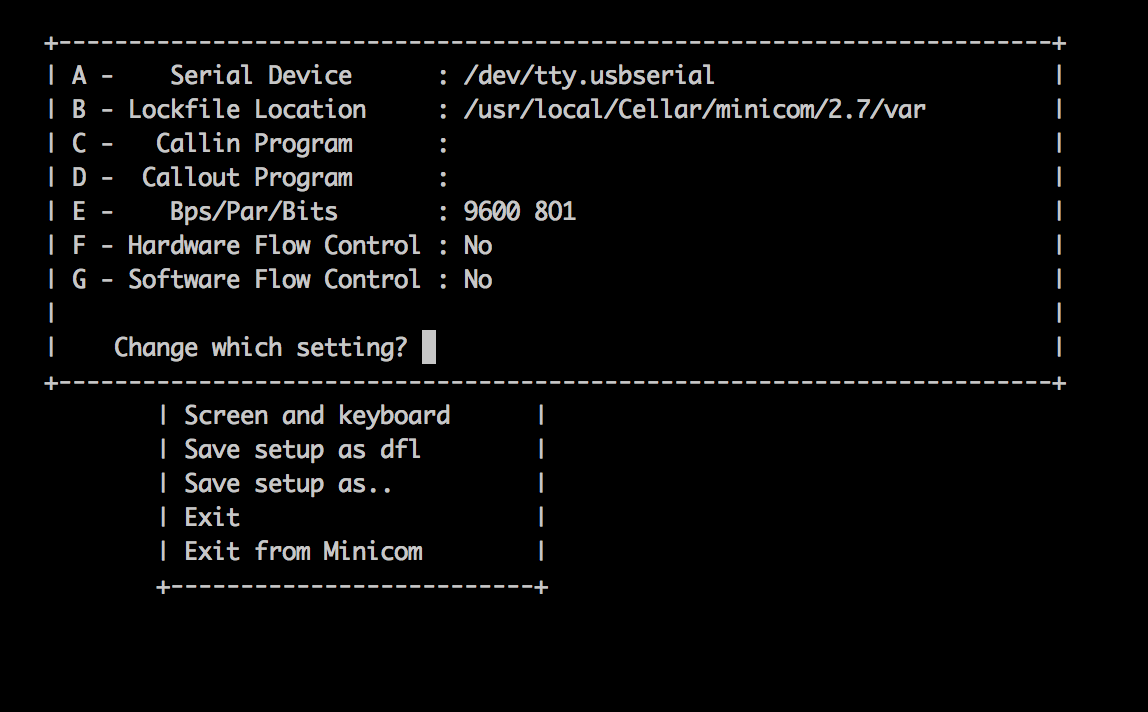 +-----------------------------------------------------------------------+
| A -    Serial Device      : /dev/tty.usbserial                        |
| B - Lockfile Location     : /usr/local/Cellar/minicom/2.7/var         |
| C -   Callin Program      :                                           |
| D -  Callout Program      :                                           |
| E -    Bps/Par/Bits       : 9600 8O1                                  |
| F - Hardware Flow Control : No                                        |
| G - Software Flow Control : No                                        |
|                                                                       |
|    Change which setting?                                              |
+-----------------------------------------------------------------------+
        | Screen and keyboard      |
        | Save setup as dfl        |
        | Save setup as..          |
        | Exit                     |
        | Exit from Minicom        |
        +--------------------------+